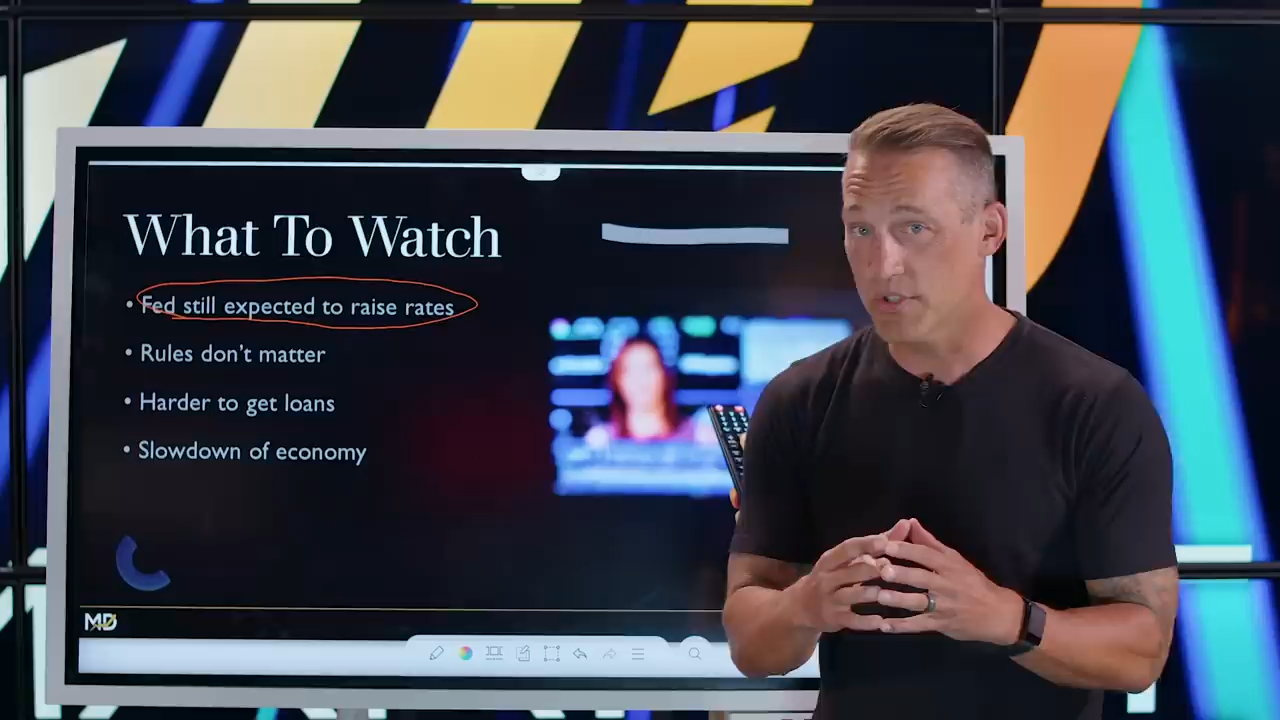 What To Watch
• Fed still expected to raise rates
• Rules don't matter
• Harder to get loans
• Slowdown of economy
MD